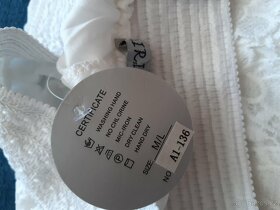 CERTIFICATE
WASHING HAND
NO CHLORINE
MIC-IRON
DRY CLEAN
HAND DRY
SIZE: M/L
NO A1-136